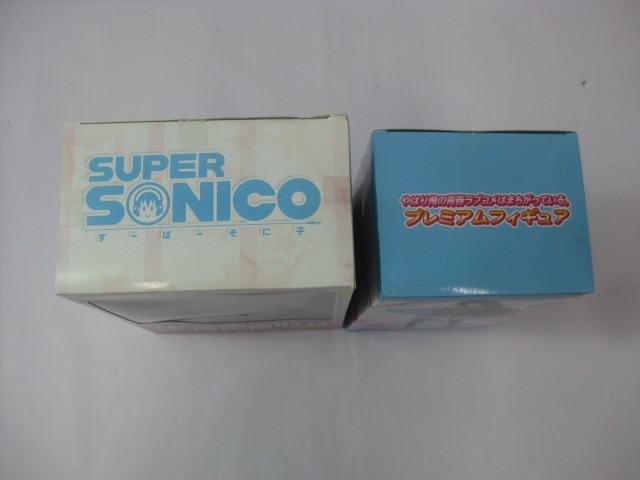 SUPER
SONICO
すーぱーそに子
やはり俺の青春ラブコメはまちがっている。
プレミアムフィギュア